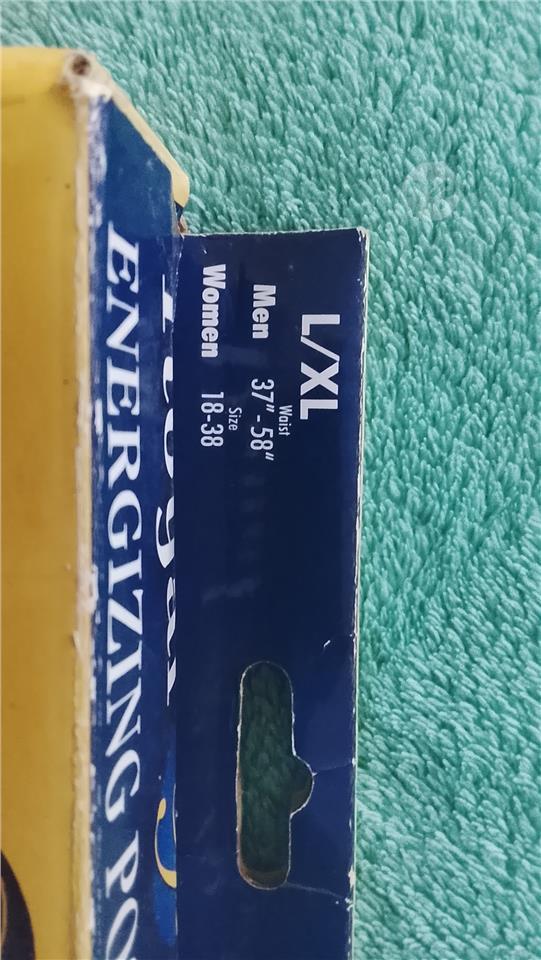 L/XL
Waist
Men 37"-58"
Size
Women 18-38
ENERGIZING